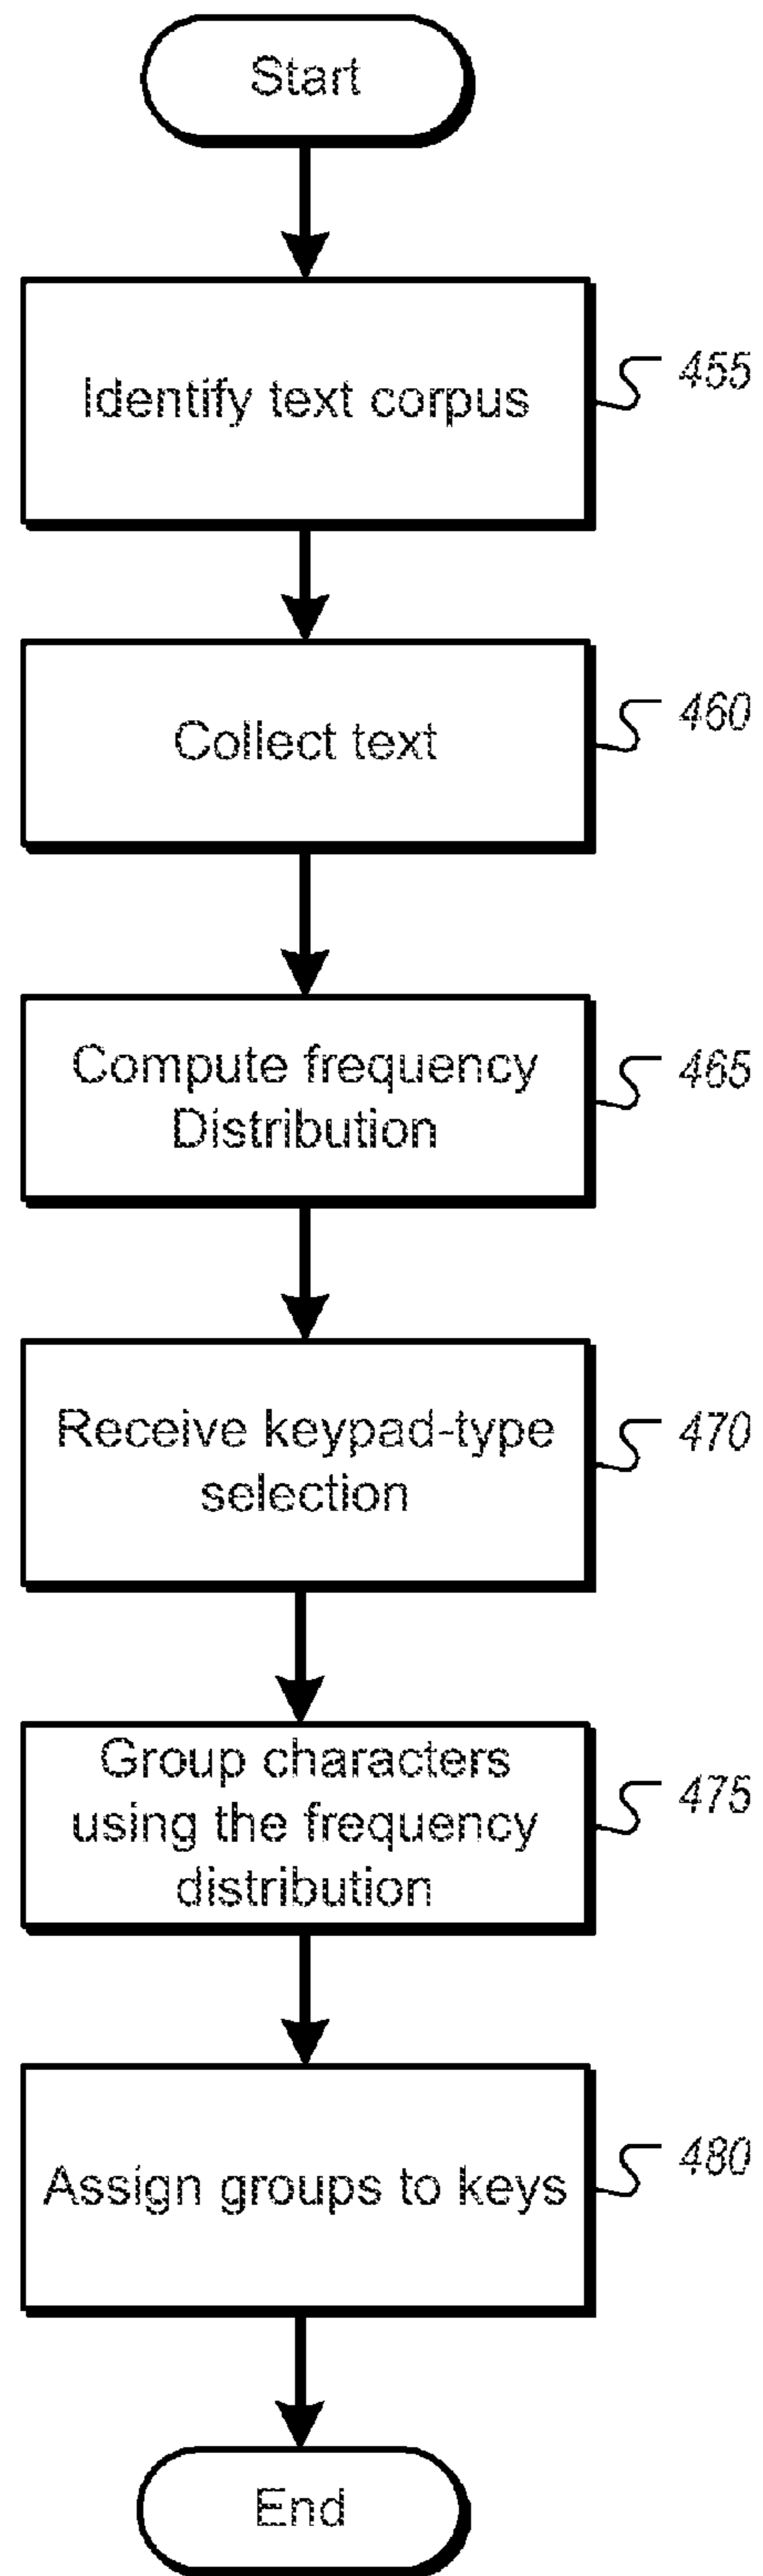 Start
Identify text corpus
455
Collect text
460
Compute frequency
Distribution
465
Receive keypad-type
selection
470
Group characters
using the frequency
distribution
475
Assign groups to keys
480
End